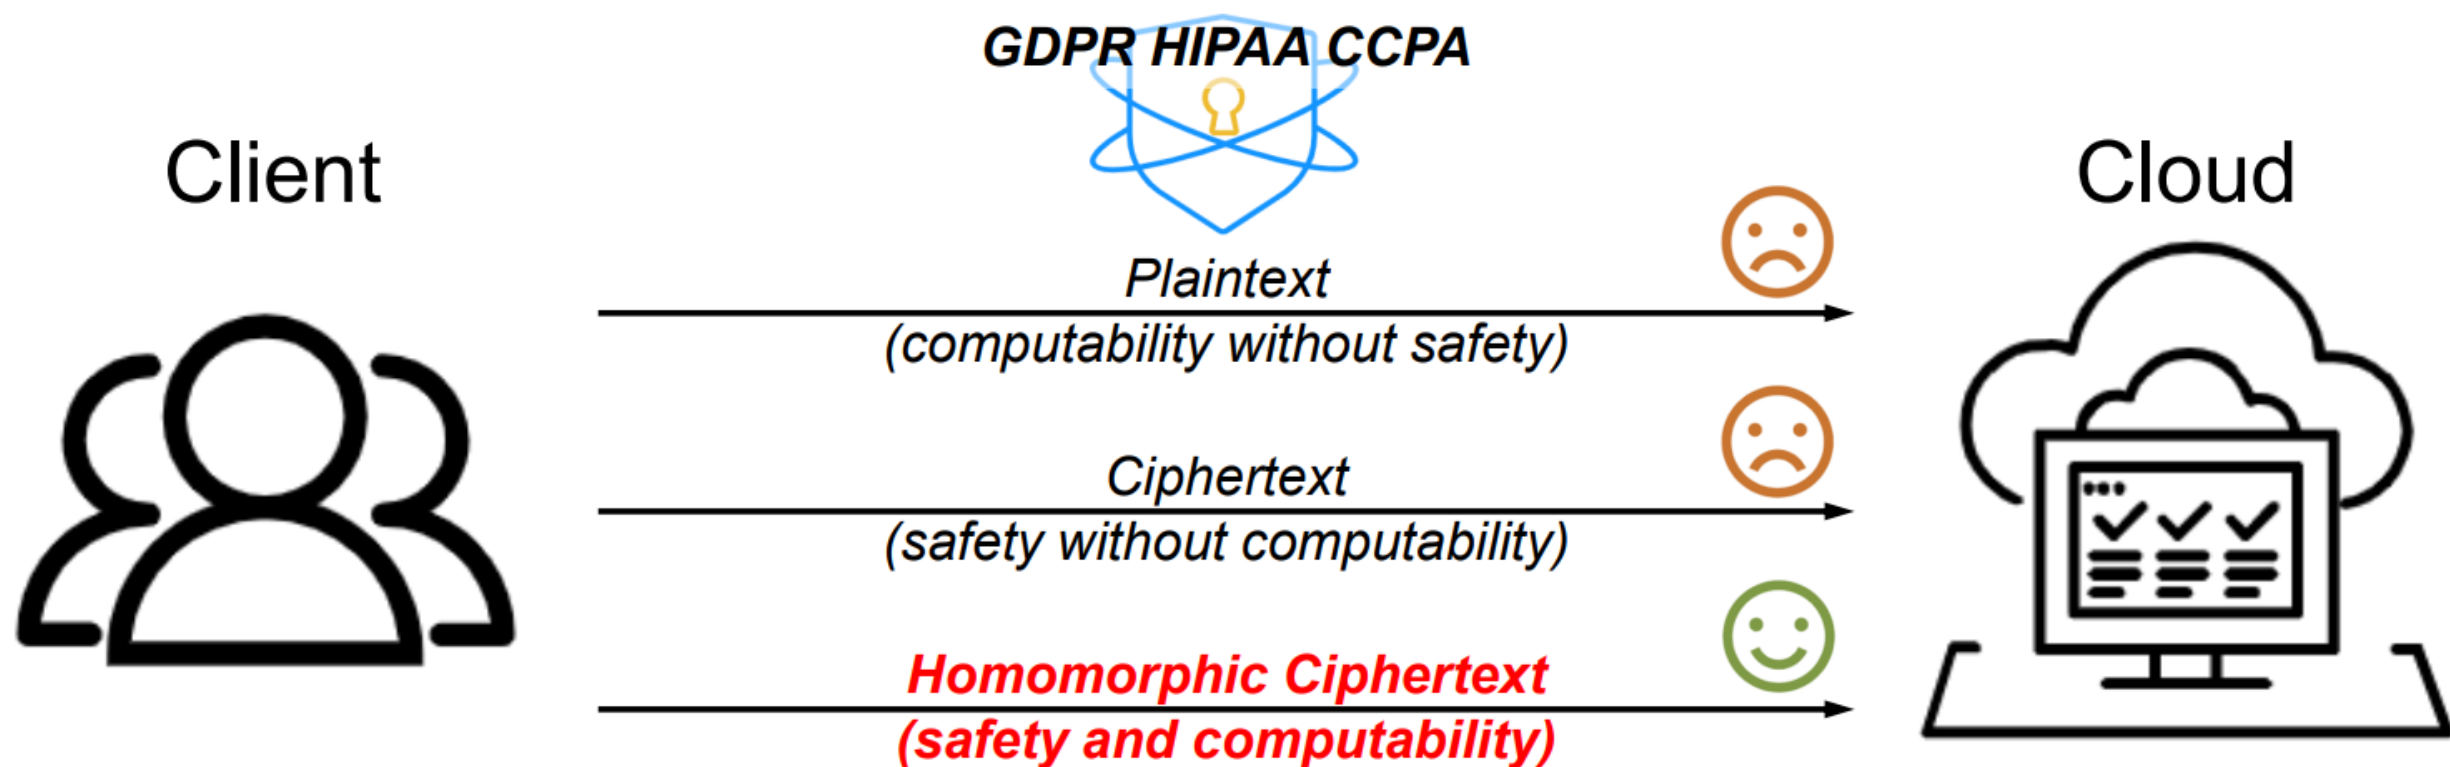 GDPR HIPAA CCPA
Client
Cloud
Plaintext
(computability without safety)
Ciphertext
(safety without computability)
Homomorphic Ciphertext
(safety and computability)